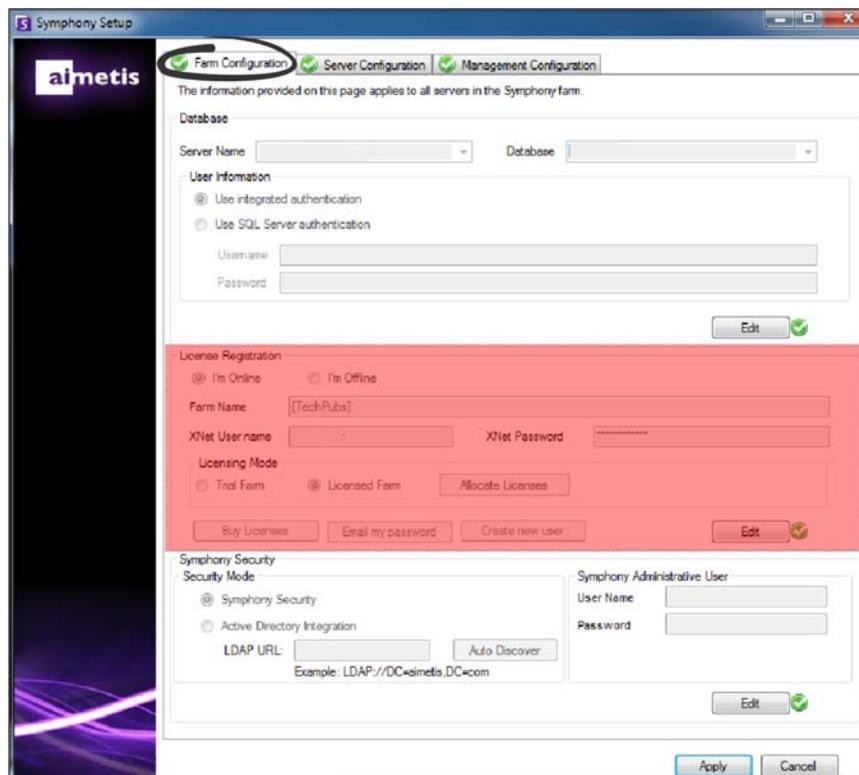 Symphony Setup
aimetis
Farm Configuration Server Configuration Management Configuration
The information provided on this page applies to all servers in the Symphony farm.
Database
Server Name Database
User Information
Use integrated authentication
Use SQL Server authentication
Username
Password
Edit
License Registration
I'm Online I'm Offline
Farm Name [TechPubs]
XNet User name XNet Password ************
Licensing Mode
Trial Farm Licensed Farm Allocate Licenses
Buy Licenses Email my password Create new user Edit
Symphony Security
Security Mode Symphony Administrative User
Symphony Security User Name
Active Directory Integration Password
LDAP URL: Auto Discover
Example: LDAP://DC=aimetis,DC=com
Edit
Apply Cancel